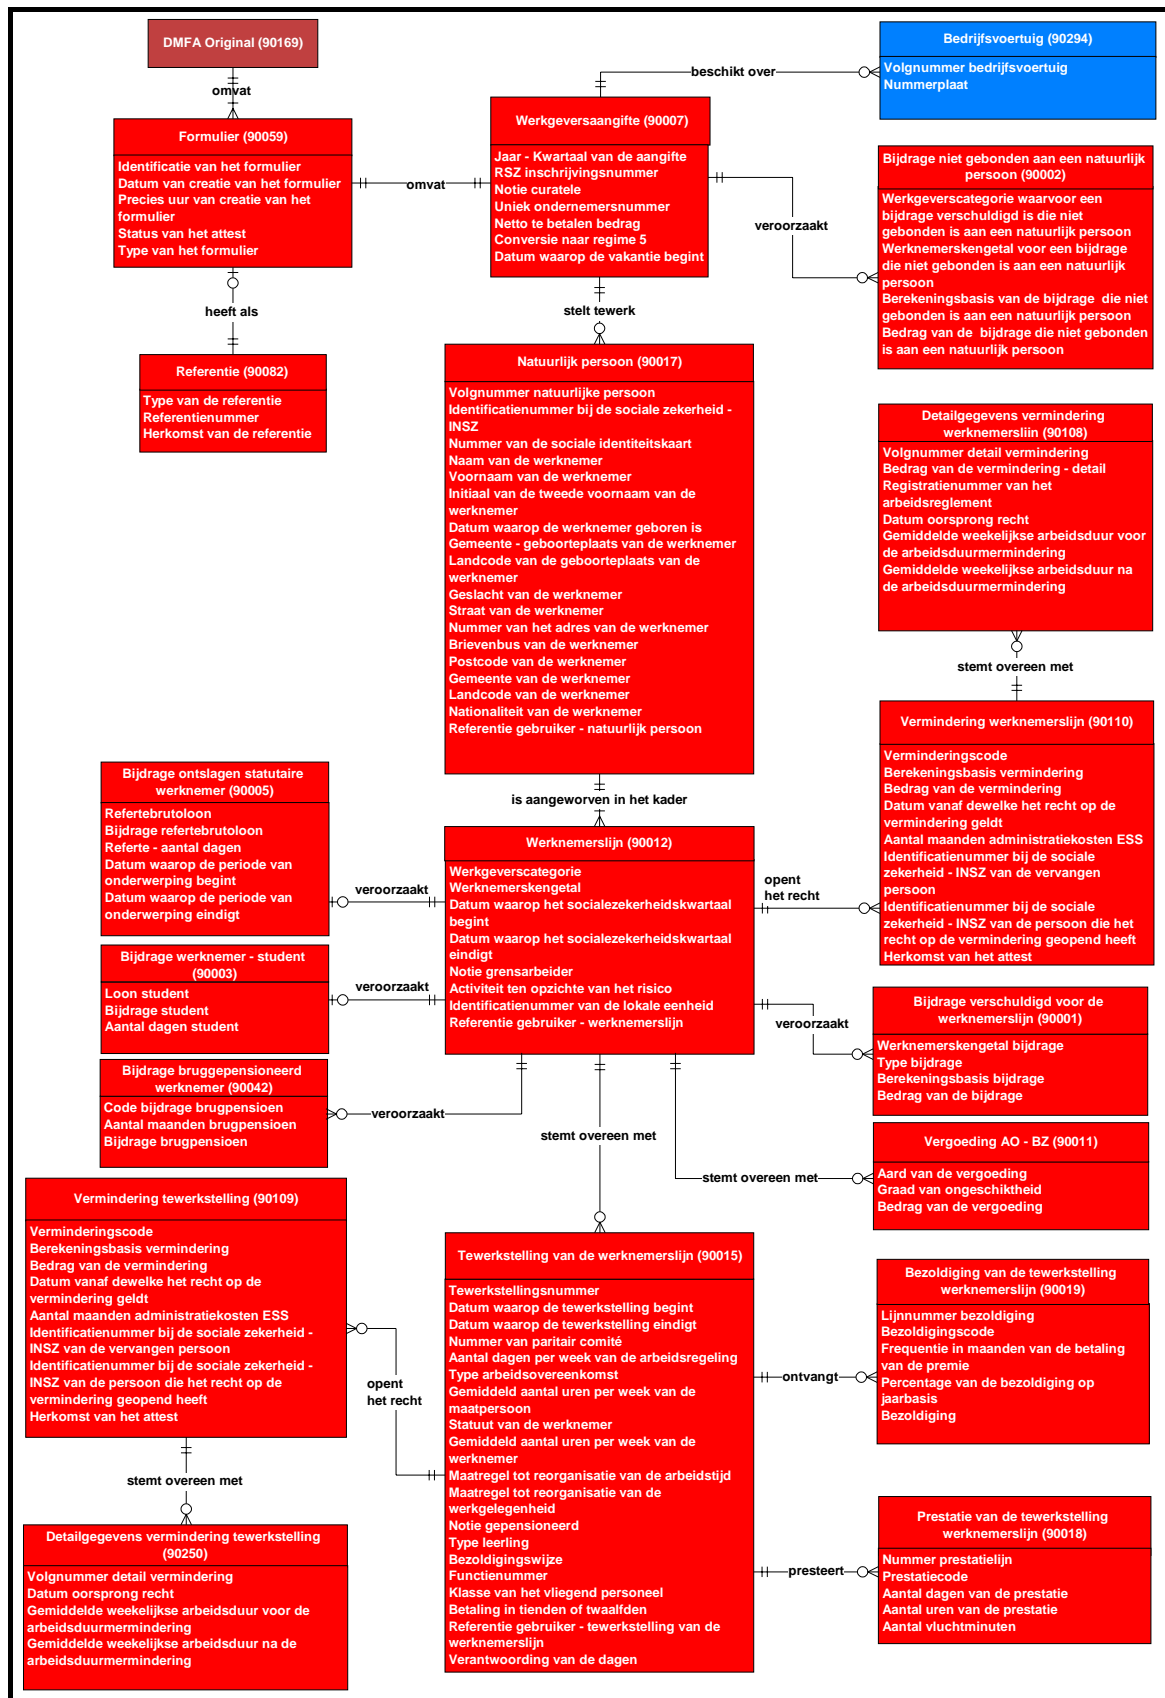 DMFA Original (90169)
omvat
Formulier (90059)
Identificatie van het formulier
Datum van creatie van het formulier
Precies uur van creatie van het
formulier
Status van het attest
Type van het formulier
omvat
heeft als
Referentie (90082)
Type van de referentie
Referentienummer
Herkomst van de referentie
Werkgeversaangifte (90007)
Jaar - Kwartaal van de aangifte
RSZ inschrijvingsnummer
Notie curatele
Uniek ondernemersnummer
Netto te betalen bedrag
Conversie naar regime 5
Datum waarop de vakantie begint
beschikt over
Bedrijfsvoertuig (90294)
Volgnummer bedrijfsvoertuig
Nummerplaat
veroorzaakt
Bijdrage niet gebonden aan een natuurlijk
persoon (90002)
Werkgeverscategorie waarvoor een
bijdrage verschuldigd is die niet
gebonden is aan een natuurlijk persoon
Werknemerskengetal voor een bijdrage
die niet gebonden is aan een natuurlijk
persoon
Berekeningsbasis van de bijdrage  die niet
gebonden is aan een natuurlijk persoon
Bedrag van de  bijdrage die niet gebonden
is aan een natuurlijk persoon
stelt tewerk
Natuurlijk persoon (90017)
Volgnummer natuurlijke persoon
Identificatienummer bij de sociale zekerheid -
INSZ
Nummer van de sociale identiteitskaart
Naam van de werknemer
Voornaam van de werknemer
Initiaal van de tweede voornaam van de
werknemer
Datum waarop de werknemer geboren is
Gemeente - geboorteplaats van de werknemer
Landcode van de geboorteplaats van de
werknemer
Geslacht van de werknemer
Straat van de werknemer
Nummer van het adres van de werknemer
Brievenbus van de werknemer
Postcode van de werknemer
Gemeente van de werknemer
Landcode van de werknemer
Nationaliteit van de werknemer
Referentie gebruiker - natuurlijk persoon
Detailgegevens vermindering
werknemersliin (90108)
Volgnummer detail vermindering
Bedrag van de vermindering - detail
Registratienummer van het
arbeidsreglement
Datum oorsprong recht
Gemiddelde weekelijkse arbeidsduur voor
de arbeidsduurmermindering
Gemiddelde weekelijkse arbeidsduur na
de arbeidsduurmermindering
stemt overeen met
Vermindering werknemerslijn (90110)
Verminderingscode
Berekeningsbasis vermindering
Bedrag van de vermindering
Datum vanaf dewelke het recht op de
vermindering geldt
Aantal maanden administratiekosten ESS
Identificatienummer bij de sociale
zekerheid - INSZ van de vervangen
persoon
Identificatienummer bij de sociale
zekerheid - INSZ van de persoon die het
recht op de vermindering geopend heeft
Herkomst van het attest
is aangeworven in het kader
Bijdrage ontslagen statutaire
werknemer (90005)
Refertebrutoloon
Bijdrage refertebrutoloon
Referte - aantal dagen
Datum waarop de periode van
onderwerping begint
Datum waarop de periode van
onderwerping eindigt
veroorzaakt
Werknemerslijn (90012)
Werkgeverscategorie
Werknemerskengetal
Datum waarop het socialezekerheidskwartaal
begint
Datum waarop het socialezekerheidskwartaal
eindigt
Notie grensarbeider
Activiteit ten opzichte van het risico
Identificatienummer van de lokale eenheid
Referentie gebruiker - werknemerslijn
opent
het recht
Bijdrage werknemer - student
(90003)
Loon student
Bijdrage student
Aantal dagen student
veroorzaakt
veroorzaakt
Bijdrage verschuldigd voor de
werknemerslijn (90001)
Werknemerskengetal bijdrage
Type bijdrage
Berekeningsbasis bijdrage
Bedrag van de bijdrage
Bijdrage bruggepensioneerd
werknemer (90042)
Code bijdrage brugpensioen
Aantal maanden brugpensioen
Bijdrage brugpensioen
veroorzaakt
stemt overeen met
stemt overeen met
Vergoeding AO - BZ (90011)
Aard van de vergoeding
Graad van ongeschiktheid
Bedrag van de vergoeding
Vermindering tewerkstelling (90109)
Verminderingscode
Berekeningsbasis vermindering
Bedrag van de vermindering
Datum vanaf dewelke het recht op de
vermindering geldt
Aantal maanden administratiekosten ESS
Identificatienummer bij de sociale zekerheid -
INSZ van de vervangen persoon
Identificatienummer bij de sociale zekerheid -
INSZ van de persoon die het recht op de
vermindering geopend heeft
Herkomst van het attest
opent
het recht
Tewerkstelling van de werknemerslijn (90015)
Tewerkstellingsnummer
Datum waarop de tewerkstelling begint
Datum waarop de tewerkstelling eindigt
Nummer van paritair comité
Aantal dagen per week van de arbeidsregeling
Type arbeidsovereenkomst
Gemiddeld aantal uren per week van de
maatpersoon
Statuut van de werknemer
Gemiddeld aantal uren per week van de
werknemer
Maatregel tot reorganisatie van de arbeidstijd
Maatregel tot reorganisatie van de
werkgelegenheid
Notie gepensioneerd
Type leerling
Bezoldigingswijze
Functienummer
Klasse van het vliegend personeel
Betaling in tienden of twaalfden
Referentie gebruiker - tewerkstelling van de
werknemerslijn
Verantwoording van de dagen
ontvangt
Bezoldiging van de tewerkstelling
werknemerslijn (90019)
Lijnnummer bezoldiging
Bezoldigingscode
Frequentie in maanden van de betaling
van de premie
Percentage van de bezoldiging op
jaarbasis
Bezoldiging
stemt overeen met
Detailgegevens vermindering tewerkstelling
(90250)
Volgnummer detail vermindering
Datum oorsprong recht
Gemiddelde weekelijkse arbeidsduur voor de
arbeidsduurmermindering
Gemiddelde weekelijkse arbeidsduur na de
arbeidsduurmermindering
presteert
Prestatie van de tewerkstelling
werknemerslijn (90018)
Nummer prestatielijn
Prestatiecode
Aantal dagen van de prestatie
Aantal uren van de prestatie
Aantal vluchtminuten